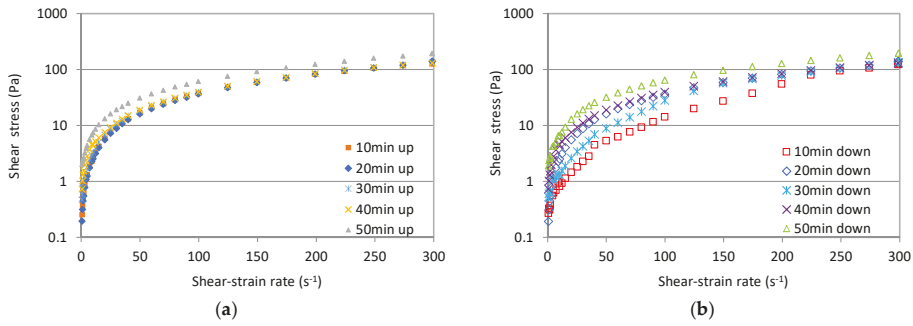 1000
100
10
1
0.1
Shear stress (Pa)
10min up
20min up
30min up
40min up
50min up
0 50 100 150 200 250 300
Shear-strain rate (s⁻¹)
(a)
1000
100
10
1
0.1
Shear stress (Pa)
10min down
20min down
30min down
40min down
50min down
0 50 100 150 200 250 300
Shear-strain rate (s⁻¹)
(b)